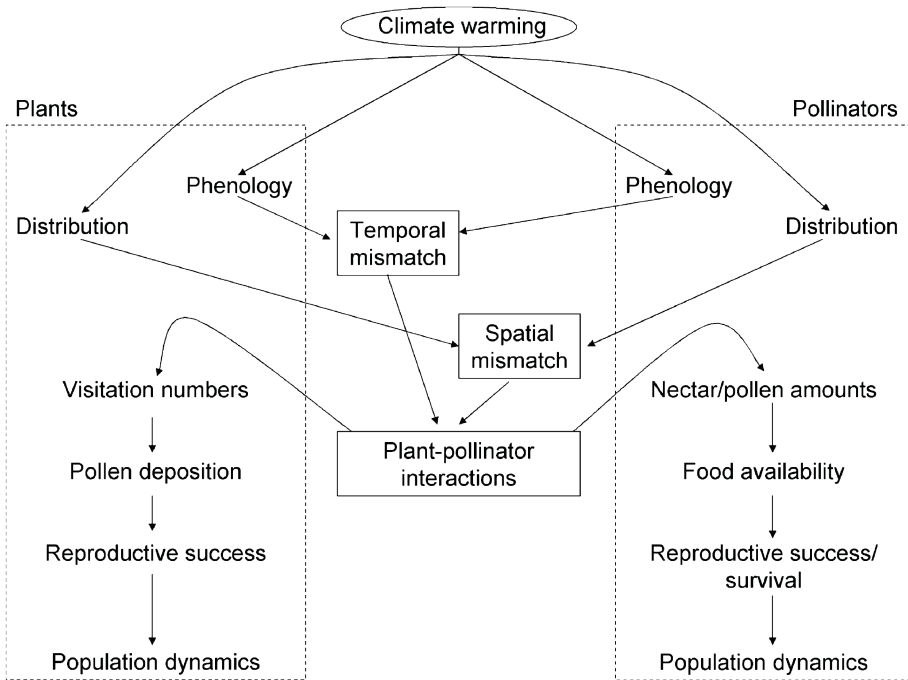 Climate warming
Plants
Pollinators
Phenology
Phenology
Distribution
Temporal
mismatch
Distribution
Spatial
mismatch
Visitation numbers
Nectar/pollen amounts
Plant-pollinator
interactions
Pollen deposition
Food availability
Reproductive success
Reproductive success/
survival
Population dynamics
Population dynamics